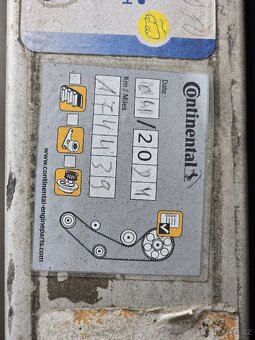 Continental
Date
04/2024
Km / Miles
174439
www.continental-engineparts.com